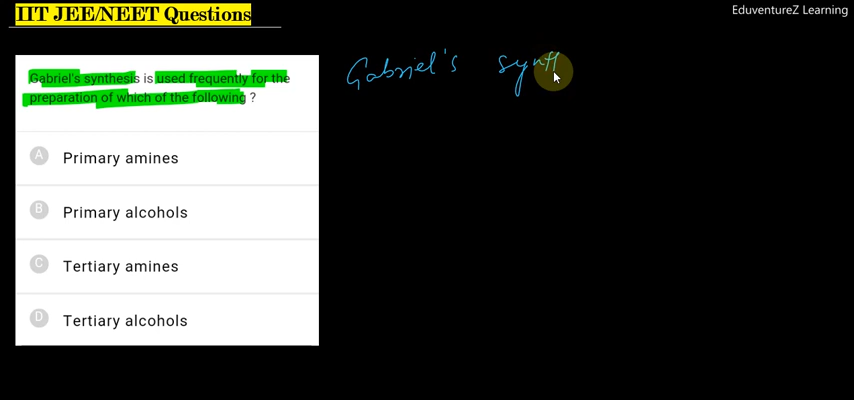 IIT JEE/NEET Questions
EduventureZ Learning
Gabriel's synthesis is used frequently for the
preparation of which of the following ?
A Primary amines
B Primary alcohols
C Tertiary amines
D Tertiary alcohols
Gabriel's synth